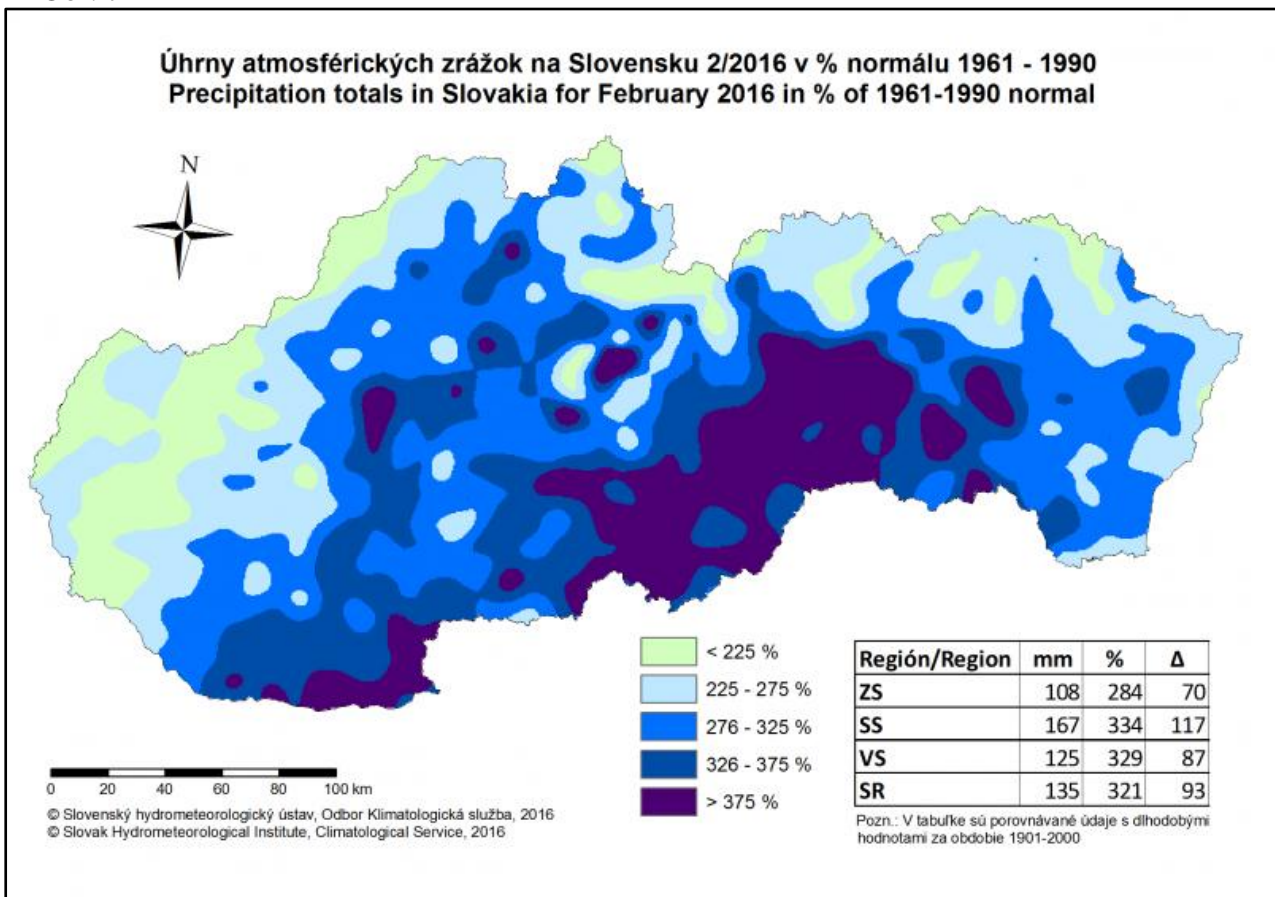 Úhrny atmosférických zrážok na Slovensku 2/2016 v % normálu 1961 - 1990
Precipitation totals in Slovakia for February 2016 in % of 1961-1990 normal
N
< 225 %
225 - 275 %
276 - 325 %
326 - 375 %
> 375 %
Región/Region mm % Δ
ZS 108 284 70
SS 167 334 117
VS 125 329 87
SR 135 321 93
Pozn.: V tabuľke sú porovnávané údaje s dlhodobými
hodnotami za obdobie 1901-2000
0 20 40 60 80 100 km
© Slovenský hydrometeorologický ústav, Odbor Klimatologická služba, 2016
© Slovak Hydrometeorological Institute, Climatological Service, 2016